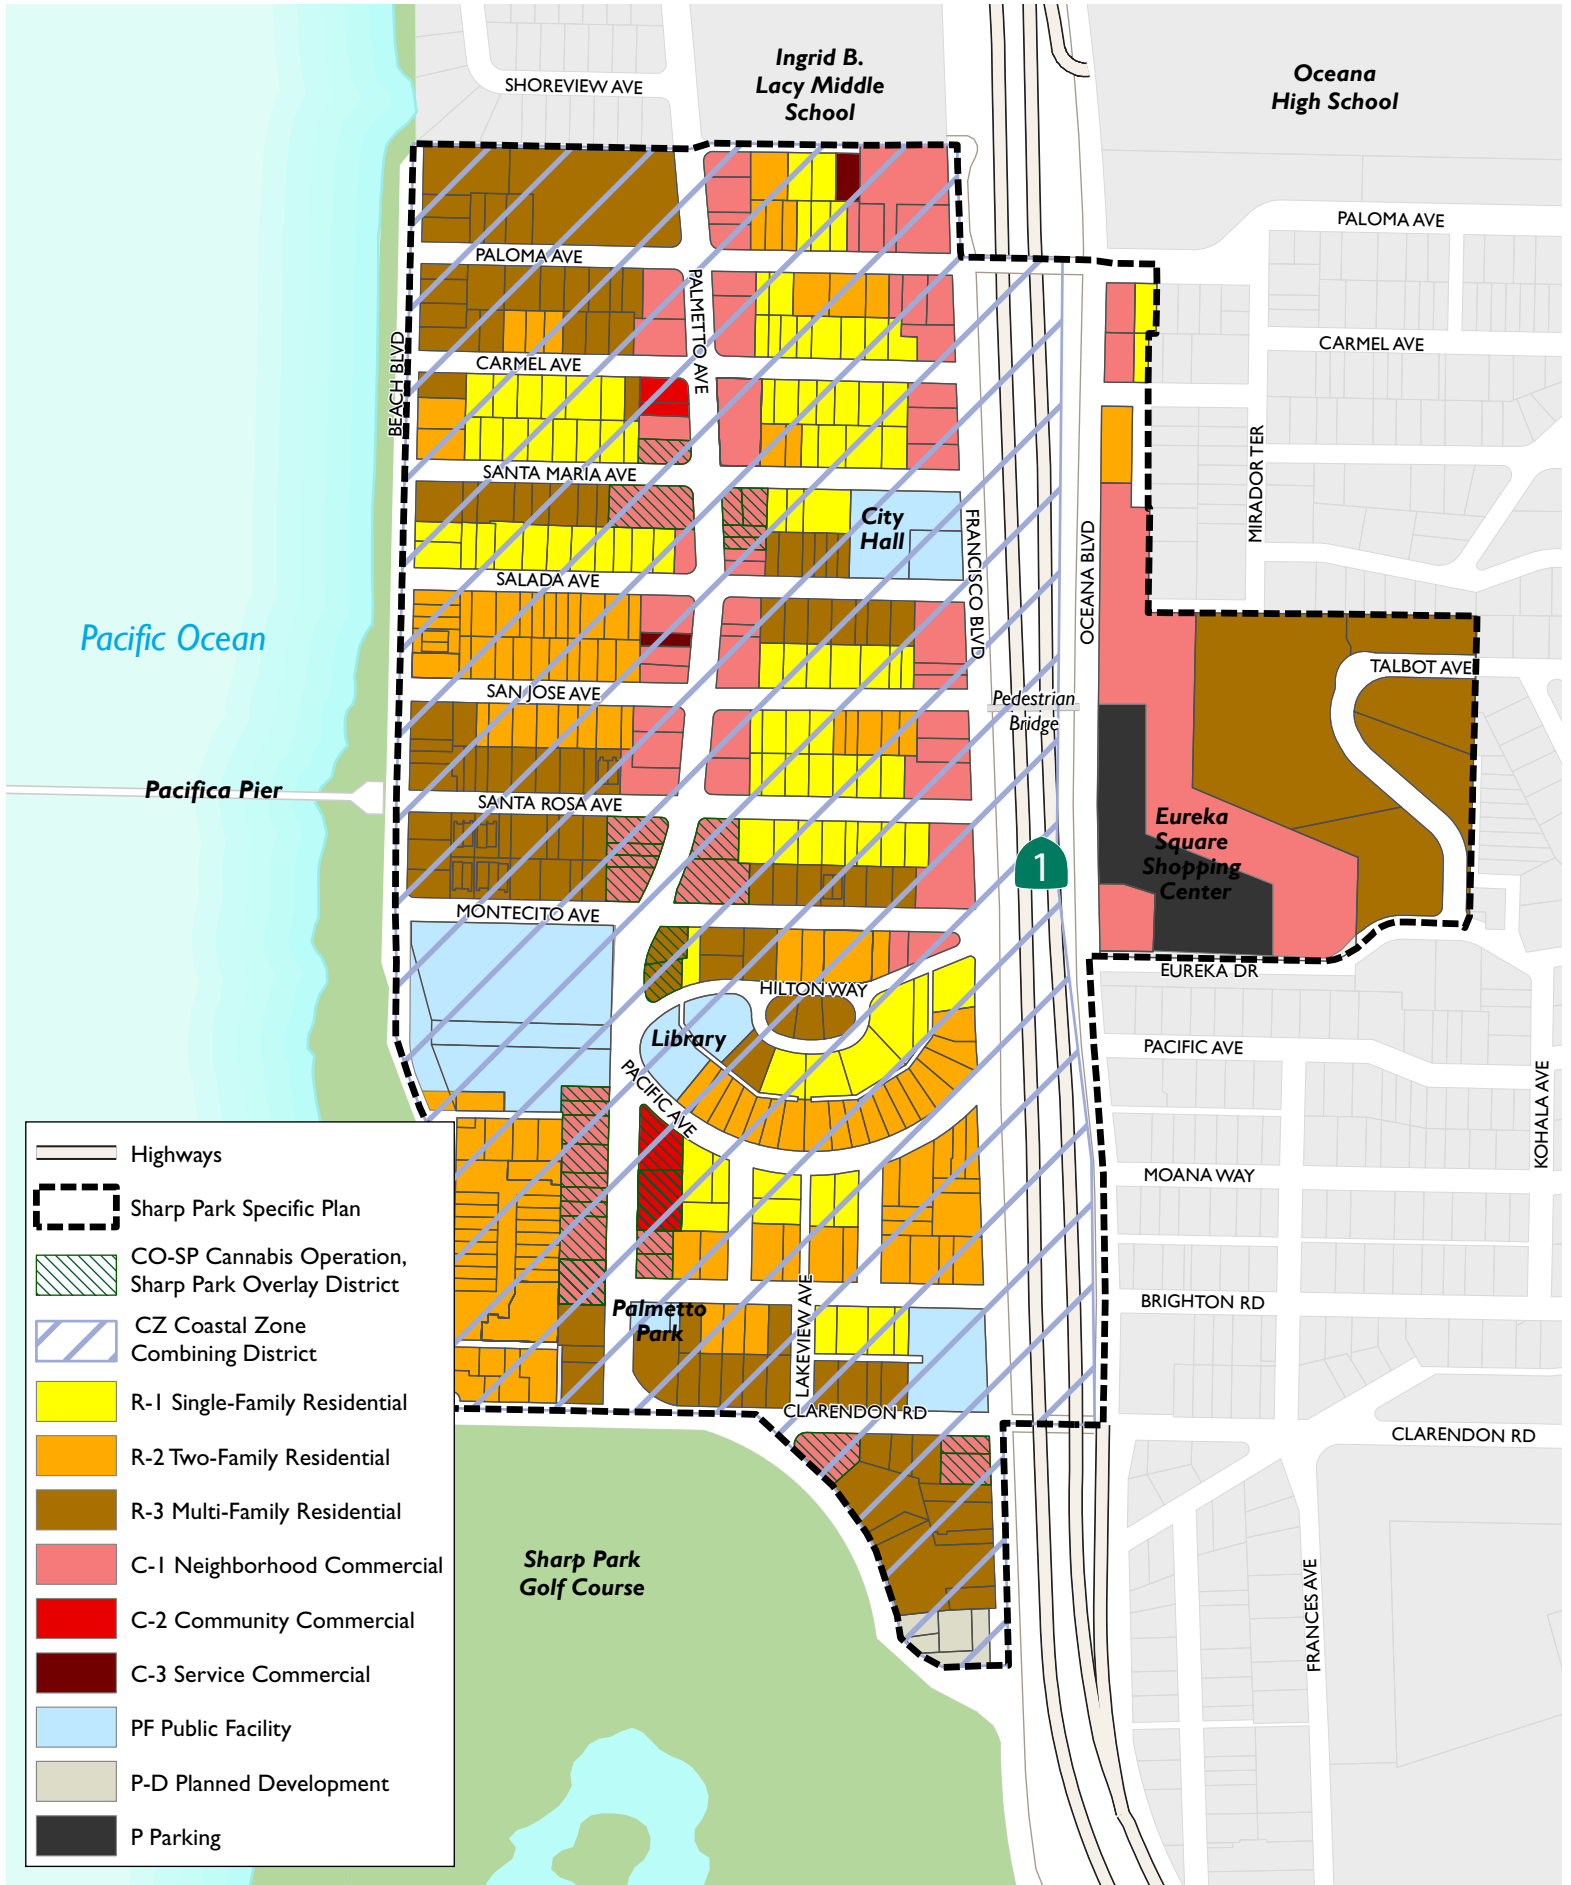 Ingrid B.
Lacy Middle
School
Oceana
High School
SHOREVIEW AVE
PALOMA AVE
PALOMA AVE
PALMETTO AVE
BEACH BLVD
CARMEL AVE
CARMEL AVE
SANTA MARIA AVE
MIRADOR TER
City
Hall
FRANCISCO BLVD
OCEANA BLVD
SALADA AVE
Pacific Ocean
TALBOT AVE
SAN JOSE AVE
Pedestrian
Bridge
Pacifica Pier
SANTA ROSA AVE
Eureka
Square
Shopping
Center
1
MONTECITO AVE
EUREKA DR
HILTON WAY
Library
PACIFIC AVE
PACIFIC AVE
KOHALA AVE
MOANA WAY
BRIGHTON RD
Palmetto
Park
LAKEVIEW AVE
CLARENDON RD
CLARENDON RD
Sharp Park
Golf Course
FRANCES AVE
Highways
Sharp Park Specific Plan
CO-SP Cannabis Operation,
Sharp Park Overlay District
CZ Coastal Zone
Combining District
R-1 Single-Family Residential
R-2 Two-Family Residential
R-3 Multi-Family Residential
C-1 Neighborhood Commercial
C-2 Community Commercial
C-3 Service Commercial
PF Public Facility
P-D Planned Development
P Parking